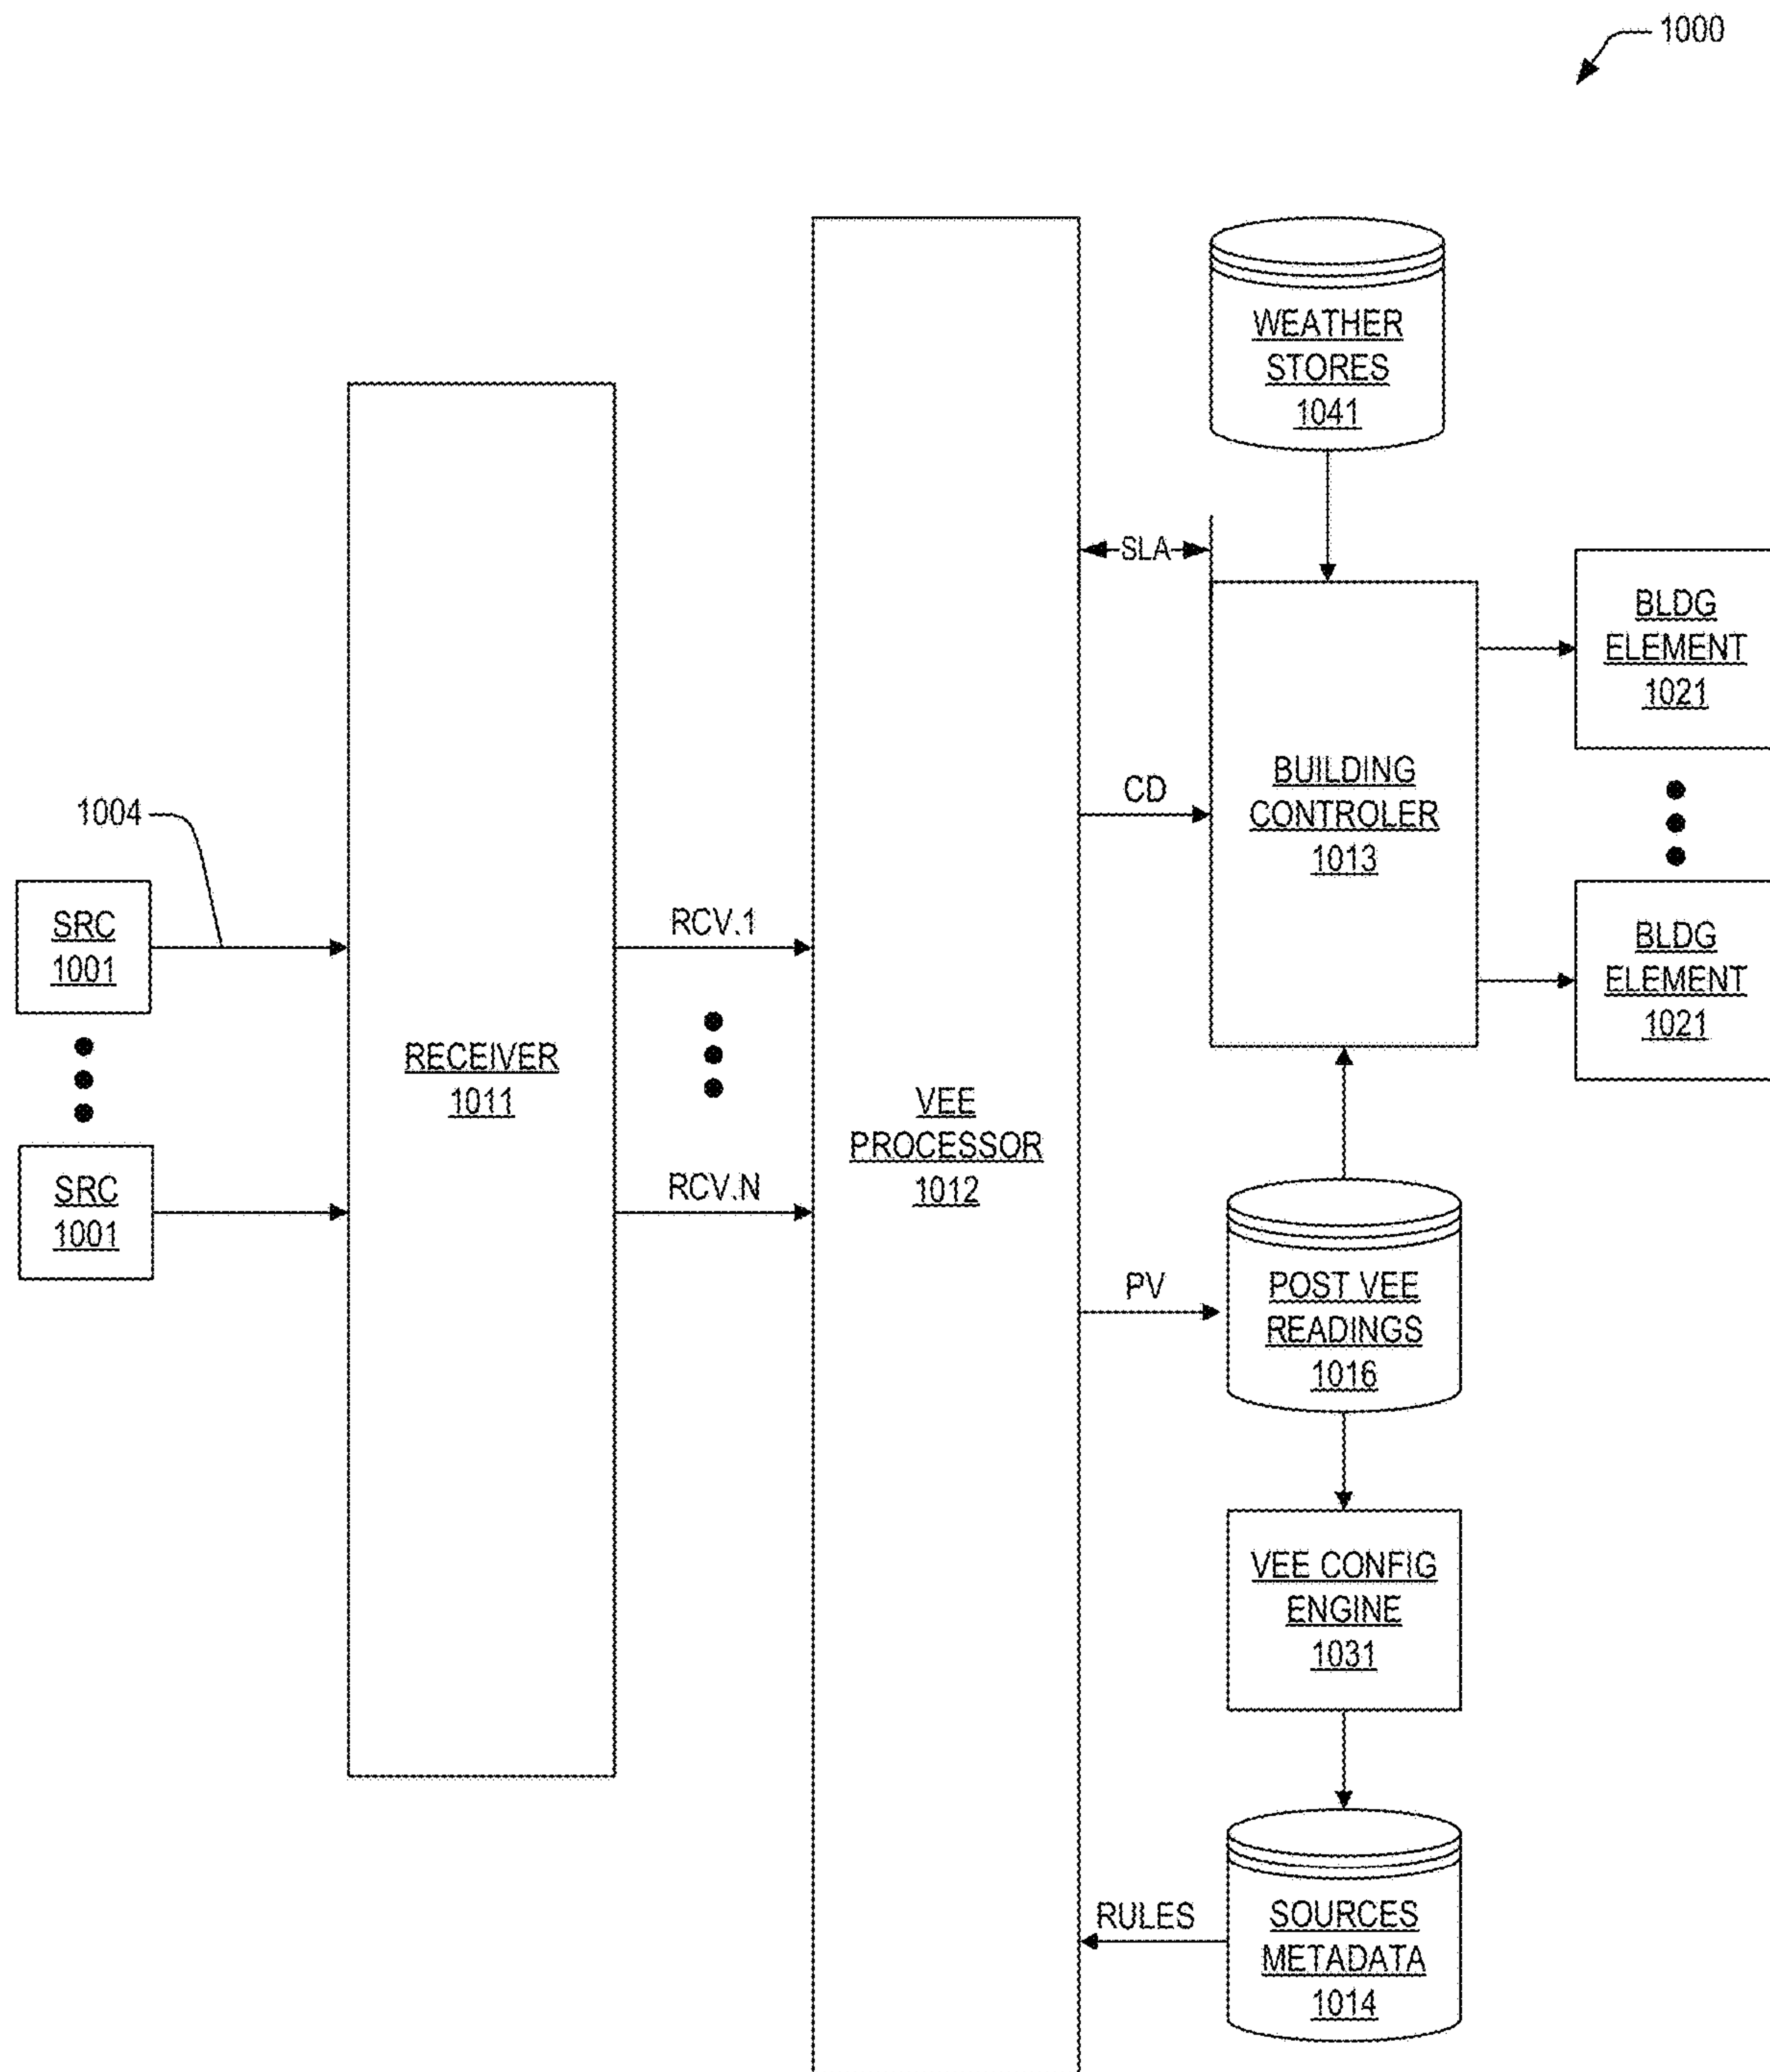 1000
WEATHER
STORES
1041
SLA
BLDG
ELEMENT
1021
BUILDING
CONTROLER
1013
CD
1004
SRC
1001
RCV.1
BLDG
ELEMENT
1021
RECEIVER
1011
VEE
PROCESSOR
1012
SRC
1001
RCV.N
PV
POST VEE
READINGS
1016
VEE CONFIG
ENGINE
1031
RULES
SOURCES
METADATA
1014